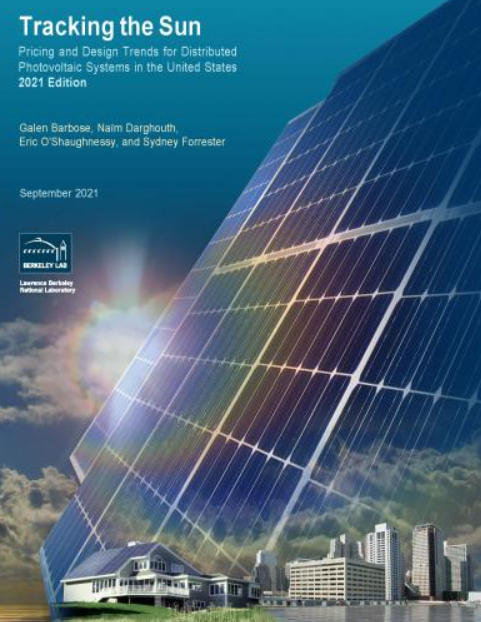 Tracking the Sun
Pricing and Design Trends for Distributed
Photovoltaic Systems in the United States
2021 Edition
Galen Barbose, Naïm Darghouth,
Eric O'Shaughnessy, and Sydney Forrester
September 2021
BERKELEY LAB
Lawrence Berkeley
National Laboratory